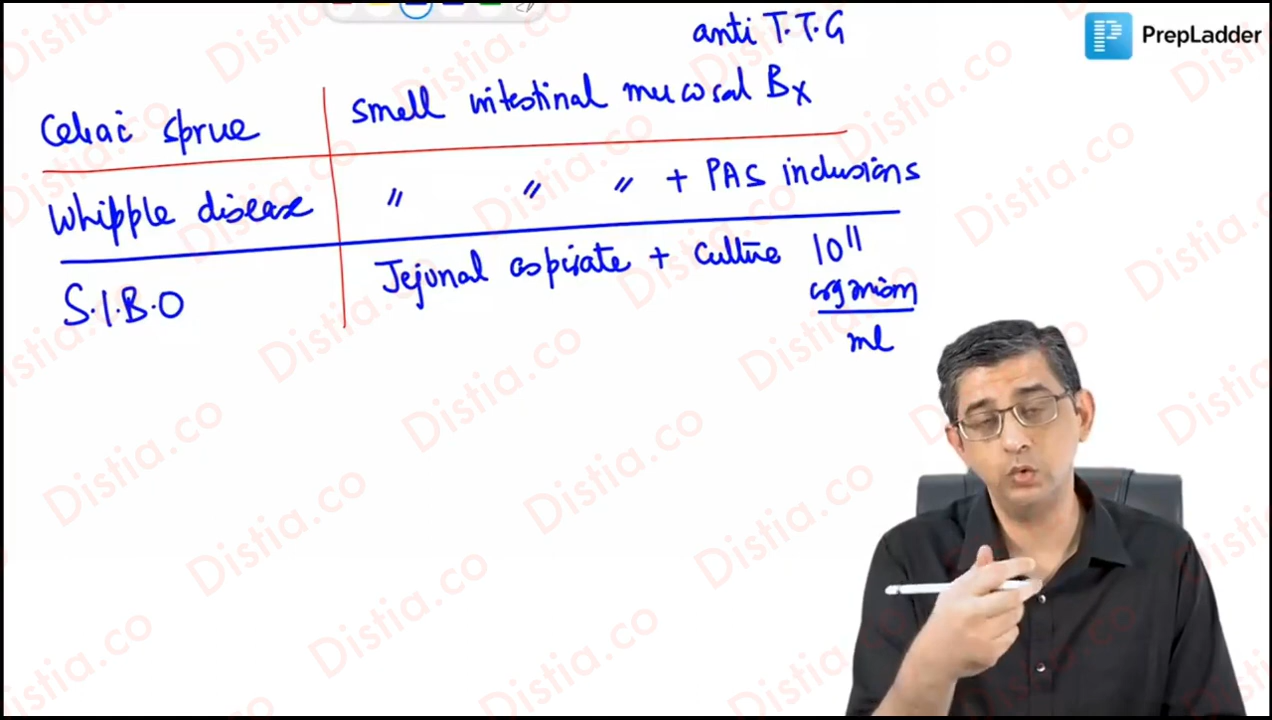 anti T.T.G
PrepLadder
Celiac sprue
small intestinal mucosal Bx
Whipple disease
" " " + PAS inclusions
S.I.B.O
Jejunal aspirate + culture 10¹¹
organism
ml
Distia.co